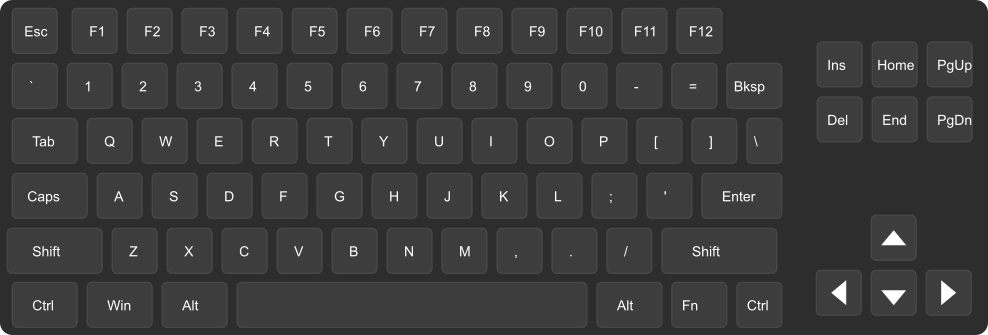 Esc F1 F2 F3 F4 F5 F6 F7 F8 F9 F10 F11 F12
` 1 2 3 4 5 6 7 8 9 0 - = Bksp
Tab Q W E R T Y U I O P [ ] \
Caps A S D F G H J K L ; ' Enter
Shift Z X C V B N M , . / Shift
Ctrl Win Alt Alt Fn Ctrl
Ins Home PgUp
Del End PgDn